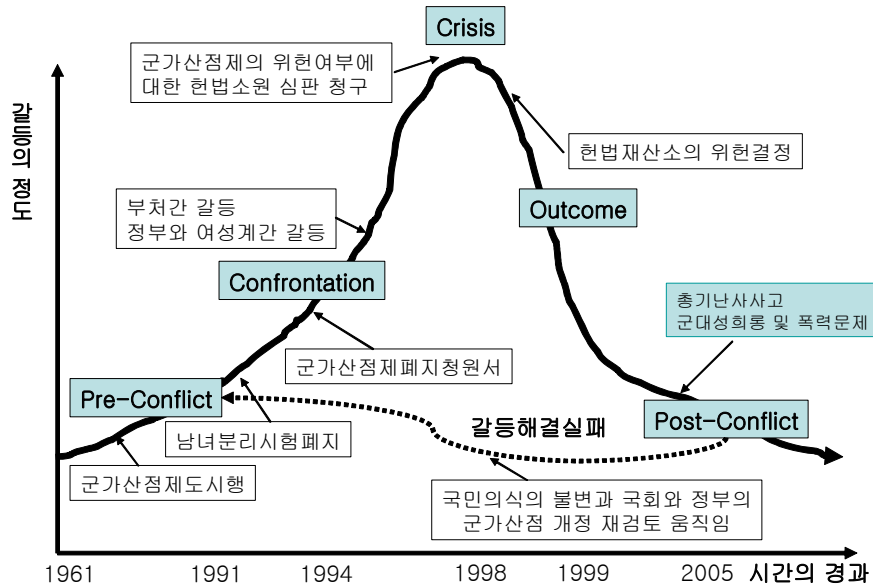 Crisis
군가산점제의 위헌여부에
대한 헌법소원 심판 청구
갈등의 정도
헌법재산소의 위헌결정
부처간 갈등
정부와 여성계간 갈등
Outcome
Confrontation
총기난사사고
군대성희롱 및 폭력문제
군가산점제폐지청원서
Pre-Conflict
갈등해결실패
Post-Conflict
남녀분리시험폐지
군가산점제도시행
국민의식의 불변과 국회와 정부의
군가산점 개정 재검토 움직임
1961
1991
1994
1998
1999
2005
시간의 경과